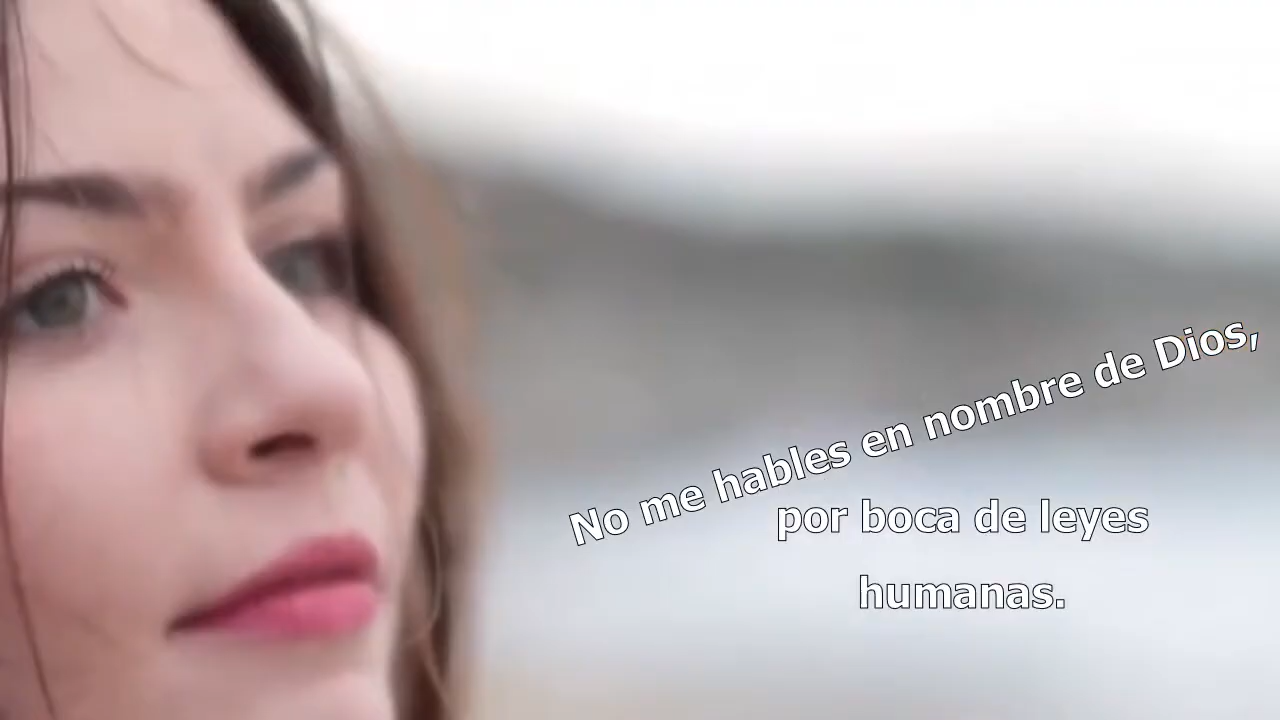 No me hables en nombre de Dios,
por boca de leyes
humanas.